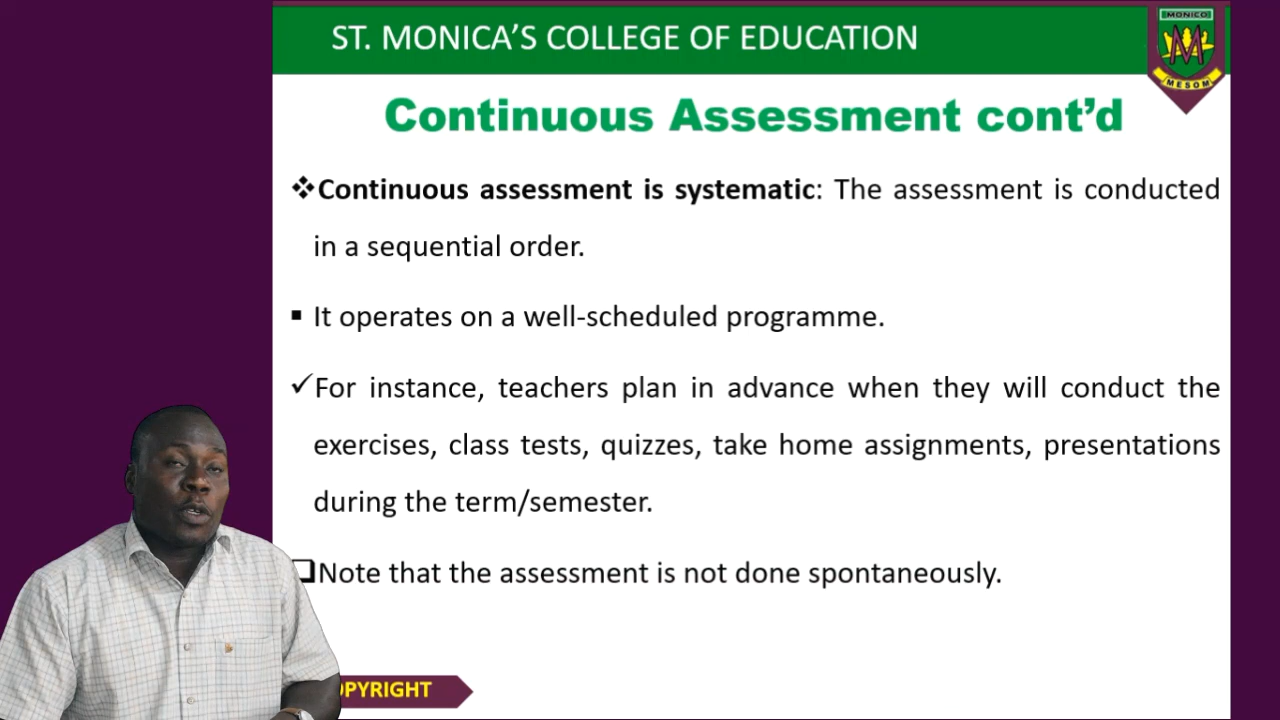 ST. MONICA'S COLLEGE OF EDUCATION
MONICO
MESOM
Continuous Assessment cont'd
❖Continuous assessment is systematic: The assessment is conducted
in a sequential order.
▪ It operates on a well-scheduled programme.
✓For instance, teachers plan in advance when they will conduct the
exercises, class tests, quizzes, take home assignments, presentations
during the term/semester.
❑Note that the assessment is not done spontaneously.
OPYRIGHT